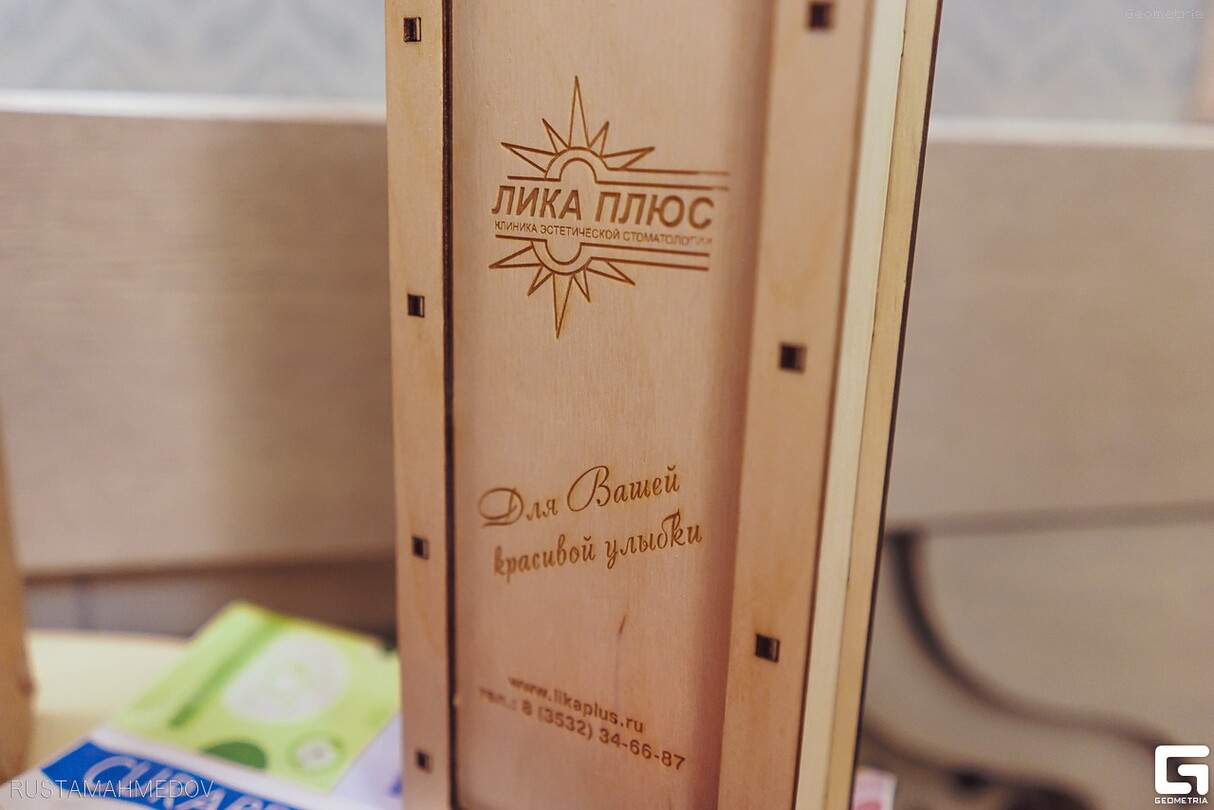 Geometria
ЛИКА ПЛЮС
КЛИНИКА ЭСТЕТИЧЕСКОЙ СТОМАТОЛОГИИ
Для Вашей
красивой улыбки
www.likaplus.ru
тел.: 8 (3532) 34-66-87
RUSTAMAHMEDOV
GEOMETRIA